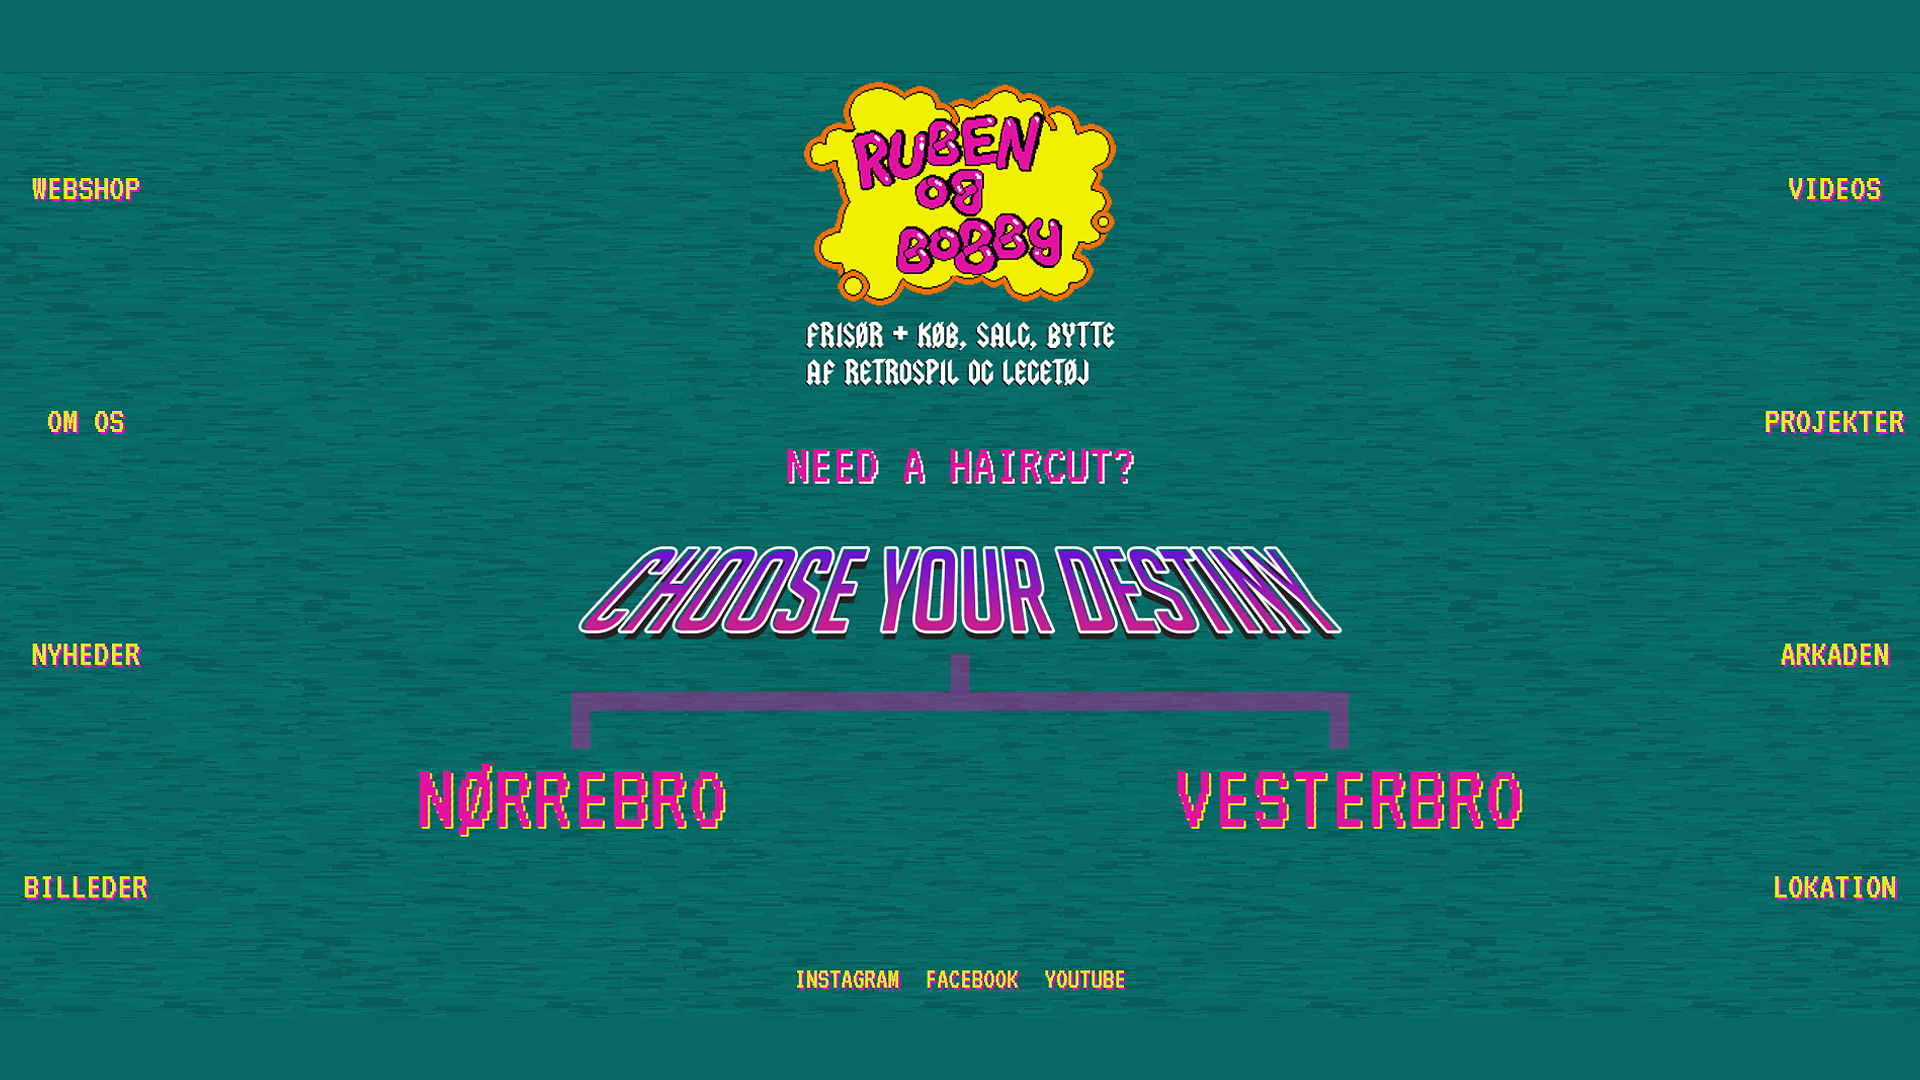 RUBEN
OG
BOBBY
WEBSHOP
VIDEOS
FRISØR + KØB, SALG, BYTTE
AF RETROSPIL OG LEGETØJ
OM OS
PROJEKTER
NEED A HAIRCUT?
CHOOSE YOUR DESTINY
NYHEDER
ARKADEN
NØRREBRO
VESTERBRO
BILLEDER
LOKATION
INSTAGRAM FACEBOOK YOUTUBE